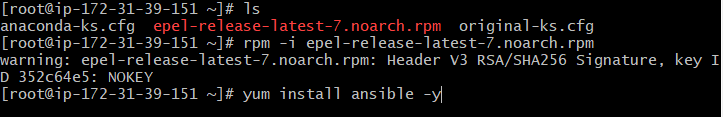 [root@ip-172-31-39-151 ~]# ls
anaconda-ks.cfg  epel-release-latest-7.noarch.rpm  original-ks.cfg
[root@ip-172-31-39-151 ~]# rpm -i epel-release-latest-7.noarch.rpm
warning: epel-release-latest-7.noarch.rpm: Header V3 RSA/SHA256 Signature, key I
D 352c64e5: NOKEY
[root@ip-172-31-39-151 ~]# yum install ansible -y